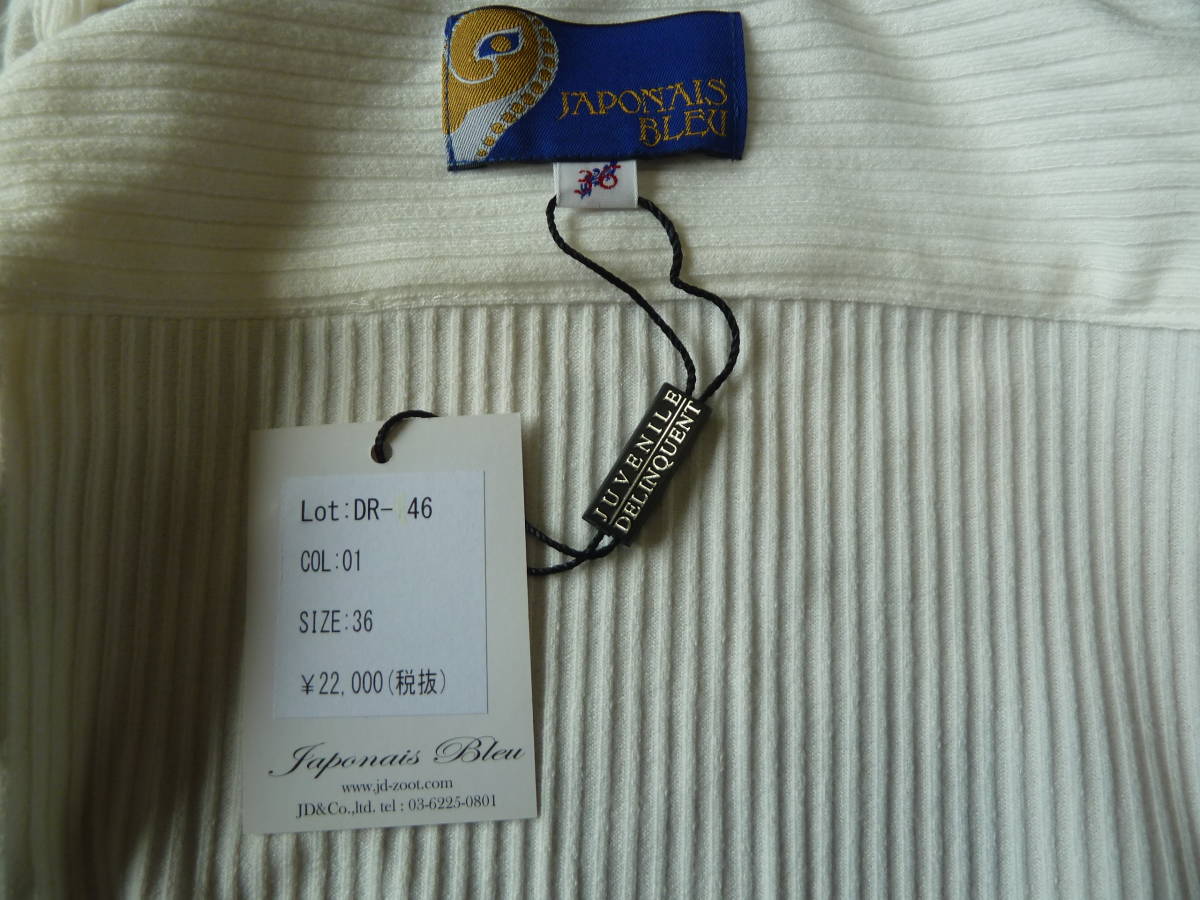 JAPONAIS
BLEU
36
JUVENILE
DELINQUENT
Lot:DR- 46
COL:01
SIZE:36
¥22,000(税抜)
Japonais Bleu
www.jd-zoot.com
JD&Co.,ltd. tel : 03-6225-0801